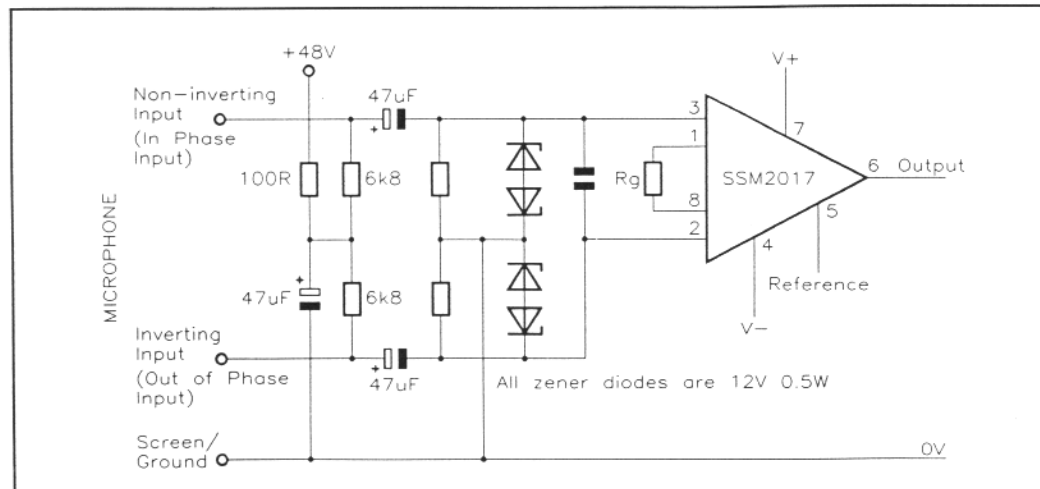 +48V
Non-inverting
Input
(In Phase
Input)
47uF
+
100R
6k8
V+
3
1
7
Rg
SSM2017
6 Output
8
5
2
4
Reference
V-
MICROPHONE
+
47uF
6k8
Inverting
Input
(Out of Phase
Input)
+
47uF
All zener diodes are 12V 0.5W
Screen/
Ground
0V